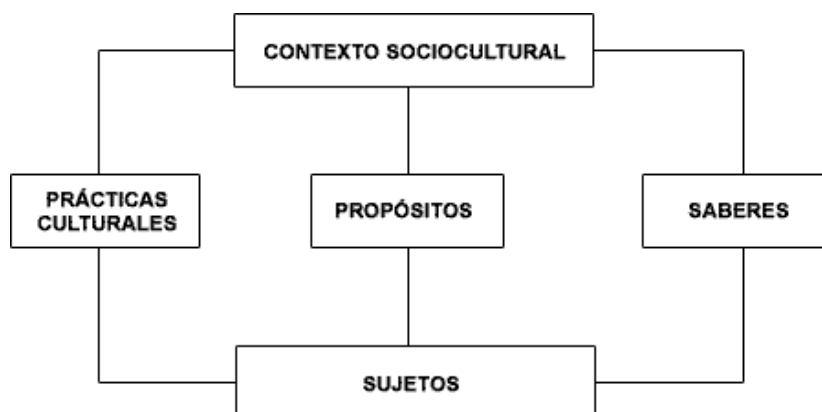 CONTEXTO SOCIOCULTURAL
PRÁCTICAS
CULTURALES
PROPÓSITOS
SABERES
SUJETOS